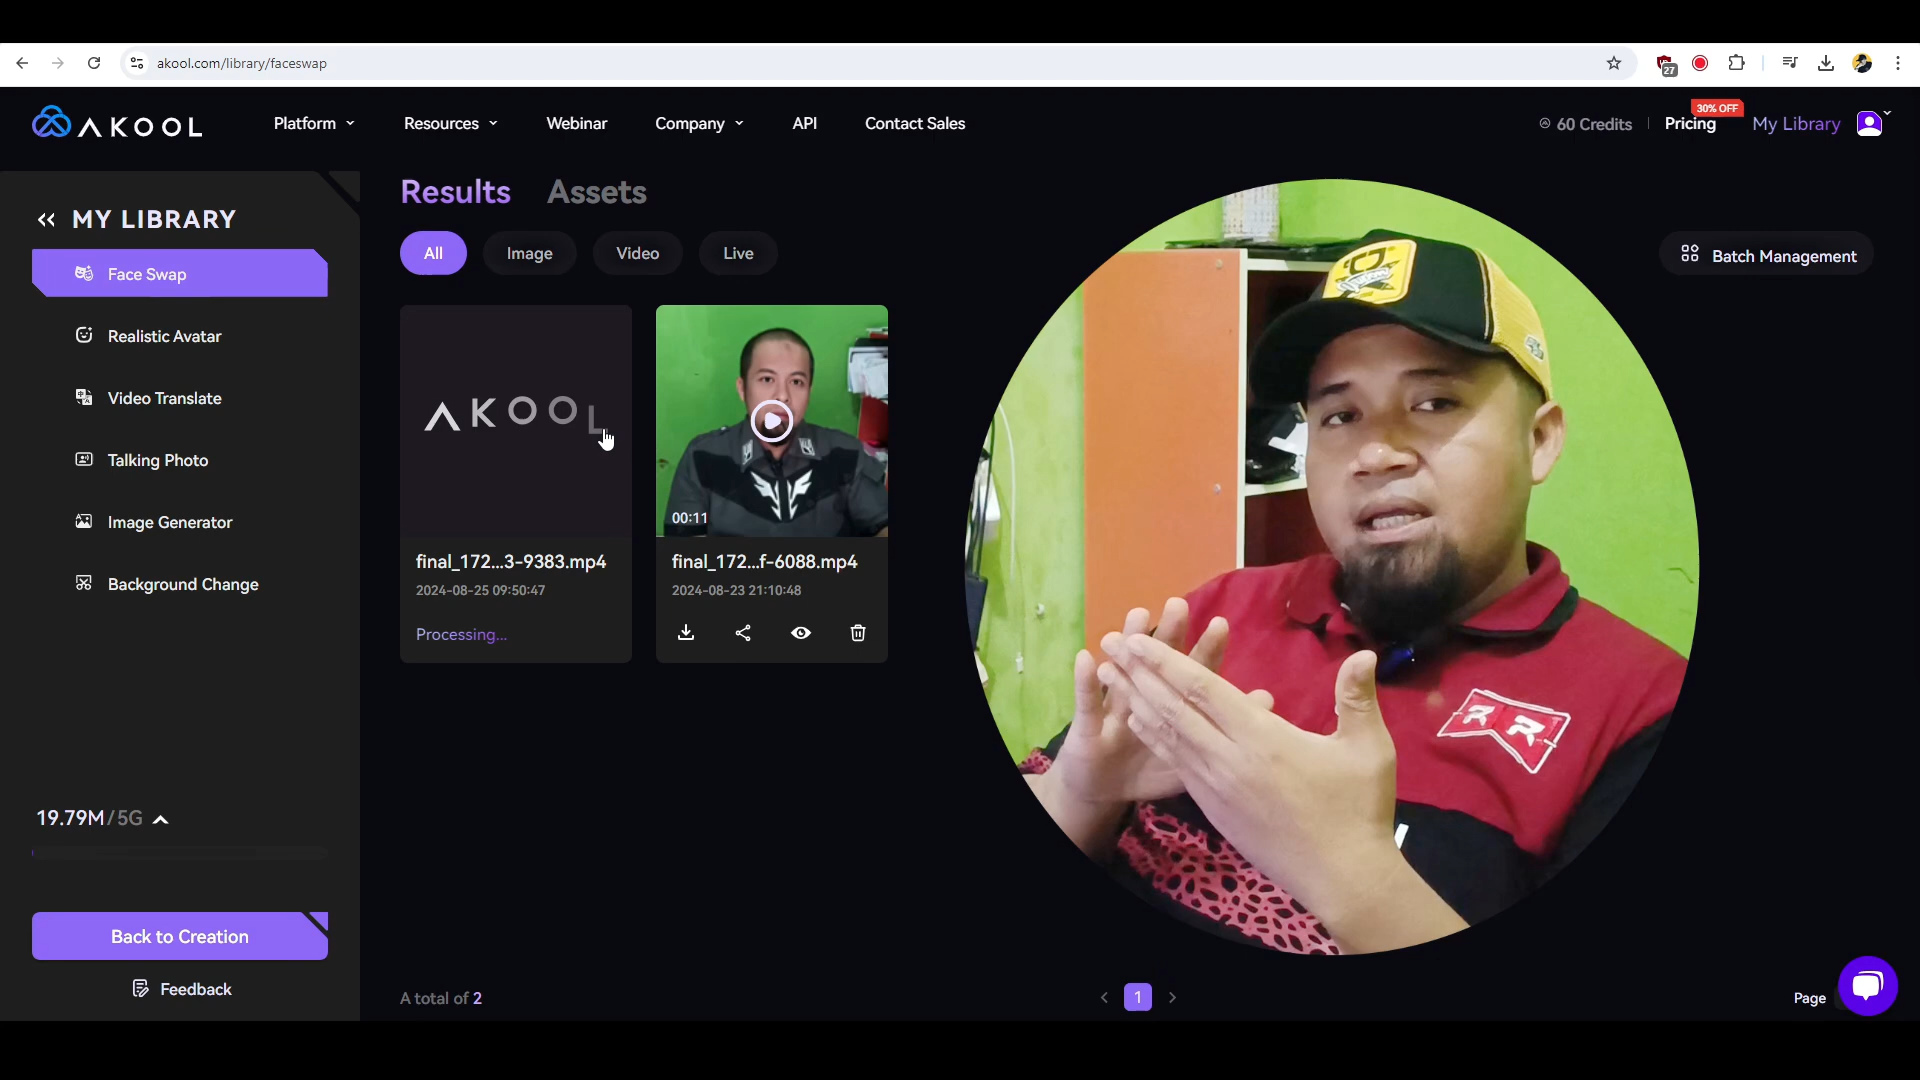 akool.com/library/faceswap
27
AKOOL
Platform
Resources
Webinar
Company
API
Contact Sales
60 Credits
30% OFF
Pricing
My Library
MY LIBRARY
Face Swap
Realistic Avatar
Video Translate
Talking Photo
Image Generator
Background Change
19.79M/5G
Back to Creation
Feedback
Results Assets
All Image Video Live
Batch Management
AKOOL
final_172...3-9383.mp4
2024-08-25 09:50:47
Processing...
00:11
final_172...f-6088.mp4
2024-08-23 21:10:48
R R
A total of 2
1
Page